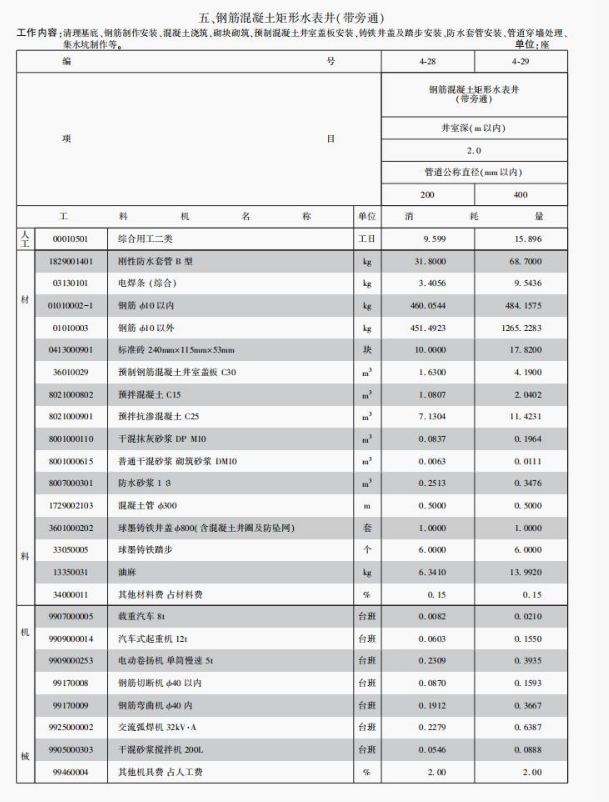 五、钢筋混凝土矩形水表井(带旁通)
工作内容:清理基底、钢筋制作安装、混凝土浇筑、砌块砌筑、预制混凝土井室盖板安装、铸铁井盖及踏步安装、防水套管安装、管道穿墙处理、
集水坑制作等。 单位:座
编 号 4-28 4-29
项 目 钢筋混凝土矩形水表井
(带旁通)
井室深(m以内)
2.0
管道公称直径(mm以内)
200 400
工 料 机 名 称 单位 消 耗 量
人工 00010501 综合用工二类 工日 9.599 15.896
材料 1829001401 刚性防水套管 B 型 kg 31.8000 68.7000
03130101 电焊条(综合) kg 3.4056 9.5436
01010002-1 钢筋 ϕ10以内 kg 460.0544 484.1575
01010003 钢筋 ϕ10以外 kg 451.4923 1265.2283
0413000901 标准砖 240mm×115mm×53mm 块 10.0000 17.8200
36010029 预制钢筋混凝土井室盖板 C30 m³ 1.6300 4.1900
8021000802 预拌混凝土 C15 m³ 1.0807 2.0402
8021000901 预拌抗渗混凝土 C25 m³ 7.1304 11.4231
8001000110 干混抹灰砂浆 DP M10 m³ 0.0837 0.1964
8001000615 普通干混砂浆 砌筑砂浆 DM10 m³ 0.0063 0.0111
8007000301 防水砂浆 1:3 m³ 0.2513 0.3476
1729002103 混凝土管 ϕ300 m 0.5000 0.5000
3601000202 球墨铸铁井盖 ϕ800(含混凝土井圈及防坠网) 套 1.0000 1.0000
33050005 球墨铸铁踏步 个 6.0000 6.0000
13350031 油麻 kg 6.3410 13.9920
34000011 其他材料费 占材料费 % 0.15 0.15
机械 9907000005 载重汽车 8t 台班 0.0082 0.0210
9909000014 汽车式起重机 12t 台班 0.0603 0.1550
9909000253 电动卷扬机 单筒慢速 5t 台班 0.2309 0.3935
99170008 钢筋切断机 ϕ40 以内 台班 0.0870 0.1593
99170009 钢筋弯曲机 ϕ40 内 台班 0.1912 0.3667
9925000002 交流弧焊机 32kV·A 台班 0.2279 0.6387
9905000303 干混砂浆搅拌机 200L 台班 0.0546 0.0888
99460004 其他机具费 占人工费 % 2.00 2.00